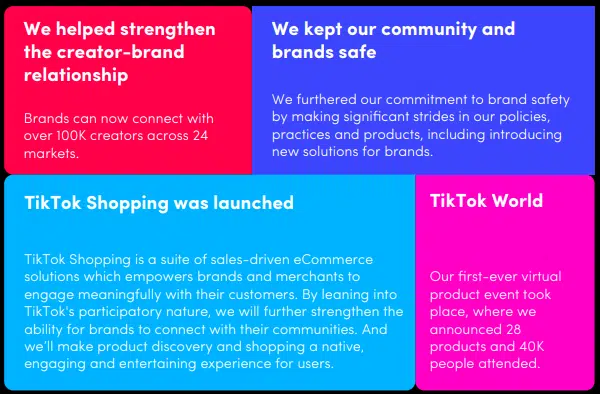 We helped strengthen
the creator-brand
relationship
Brands can now connect with
over 100K creators across 24
markets.
We kept our community and
brands safe
We furthered our commitment to brand safety
by making significant strides in our policies,
practices and products, including introducing
new solutions for brands.
TikTok Shopping was launched
TikTok Shopping is a suite of sales-driven eCommerce
solutions which empowers brands and merchants to
engage meaningfully with their customers. By leaning into
TikTok's participatory nature, we will further strengthen the
ability for brands to connect with their communities. And
we'll make product discovery and shopping a native,
engaging and entertaining experience for users.
TikTok World
Our first-ever virtual
product event took
place, where we
announced 28
products and 40K
people attended.